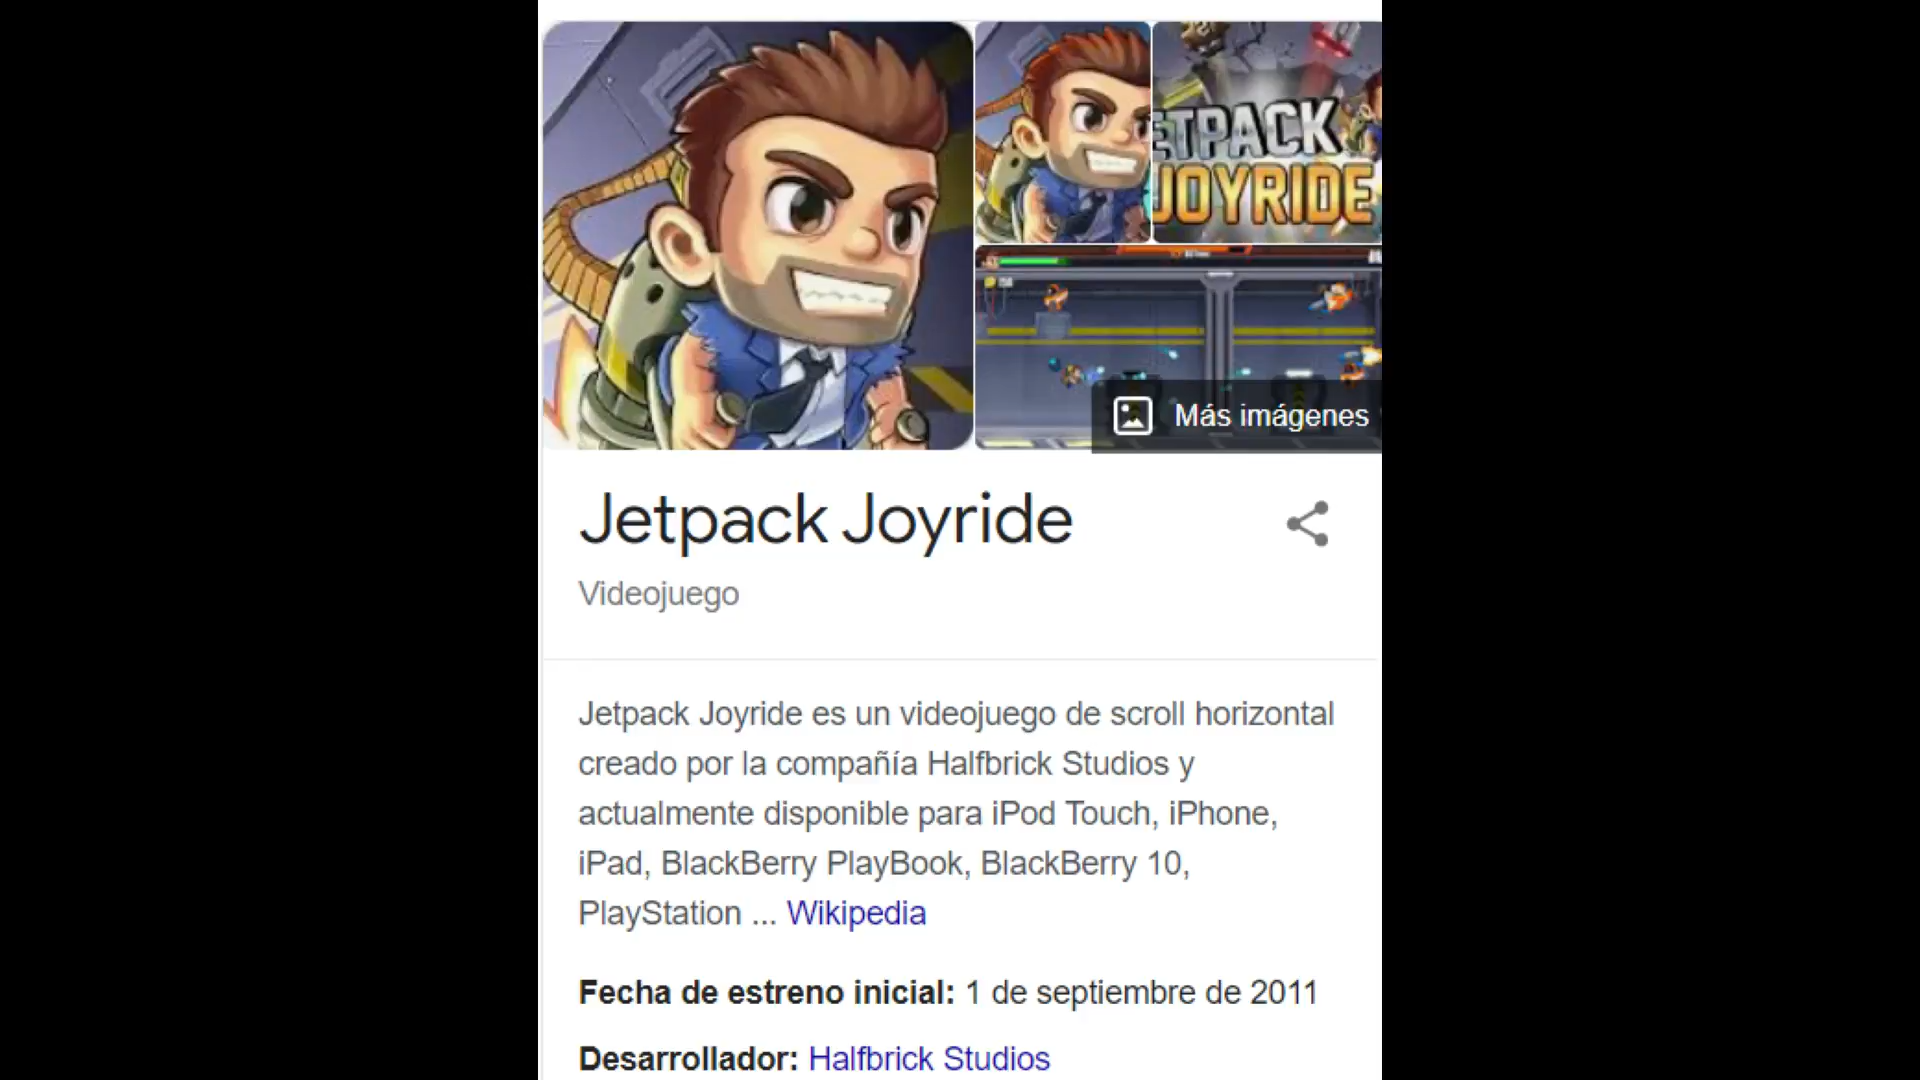 ETPACK
JOYRIDE
Más imágenes
Jetpack Joyride
Videojuego
Jetpack Joyride es un videojuego de scroll horizontal
creado por la compañía Halfbrick Studios y
actualmente disponible para iPod Touch, iPhone,
iPad, BlackBerry PlayBook, BlackBerry 10,
PlayStation ... Wikipedia
Fecha de estreno inicial: 1 de septiembre de 2011
Desarrollador: Halfbrick Studios